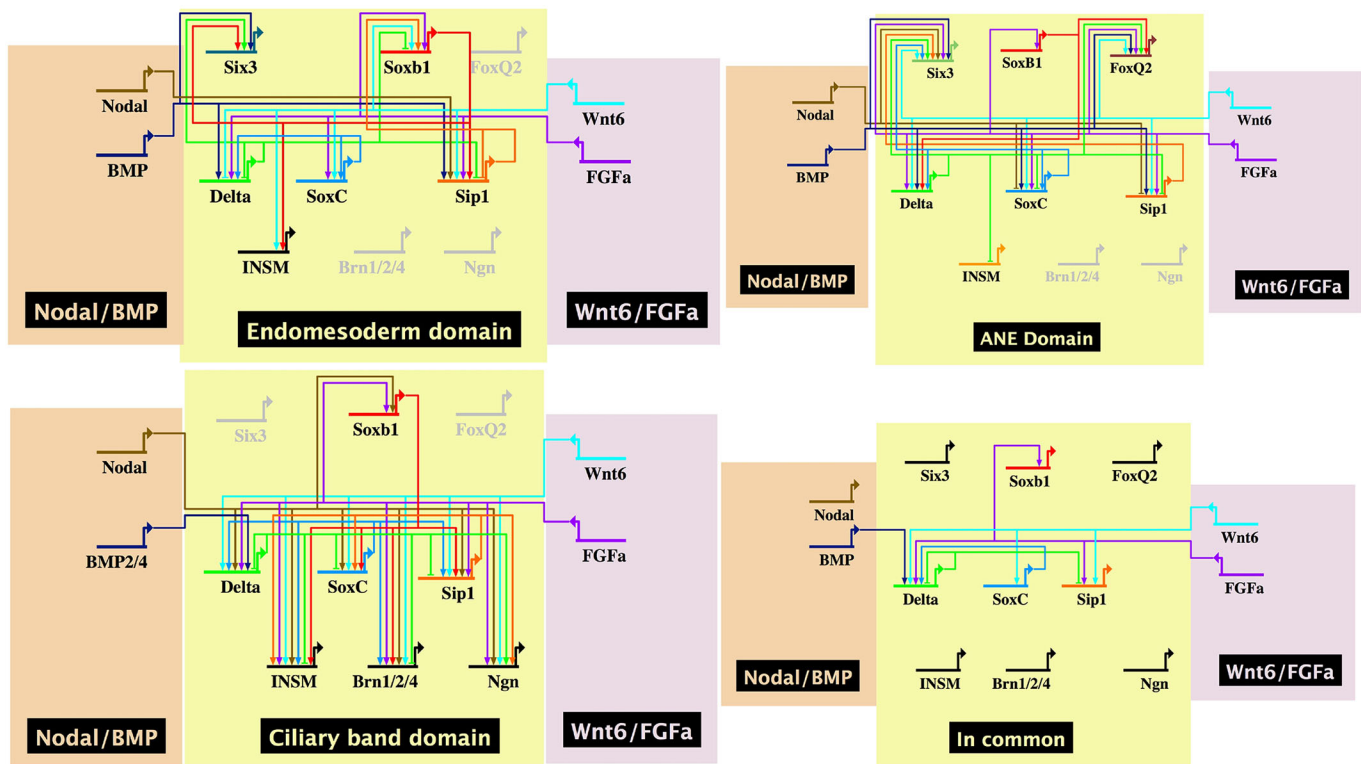 Six3
Soxb1
FoxQ2
Nodal
Wnt6
BMP
FGFa
Delta
SoxC
Sip1
INSM
Brn1/2/4
Ngn
Nodal/BMP
Endomesoderm domain
Wnt6/FGFa
Six3
SoxB1
FoxQ2
Nodal
Wnt6
BMP
FGFa
Delta
SoxC
Sip1
INSM
Brn1/2/4
Ngn
Nodal/BMP
ANE Domain
Wnt6/FGFa
Six3
Soxb1
FoxQ2
Nodal
Wnt6
BMP2/4
FGFa
Delta
SoxC
Sip1
INSM
Brn1/2/4
Ngn
Nodal/BMP
Ciliary band domain
Wnt6/FGFa
Six3
Soxb1
FoxQ2
Nodal
Wnt6
BMP
FGFa
Delta
SoxC
Sip1
INSM
Brn1/2/4
Ngn
Nodal/BMP
In common
Wnt6/FGFa